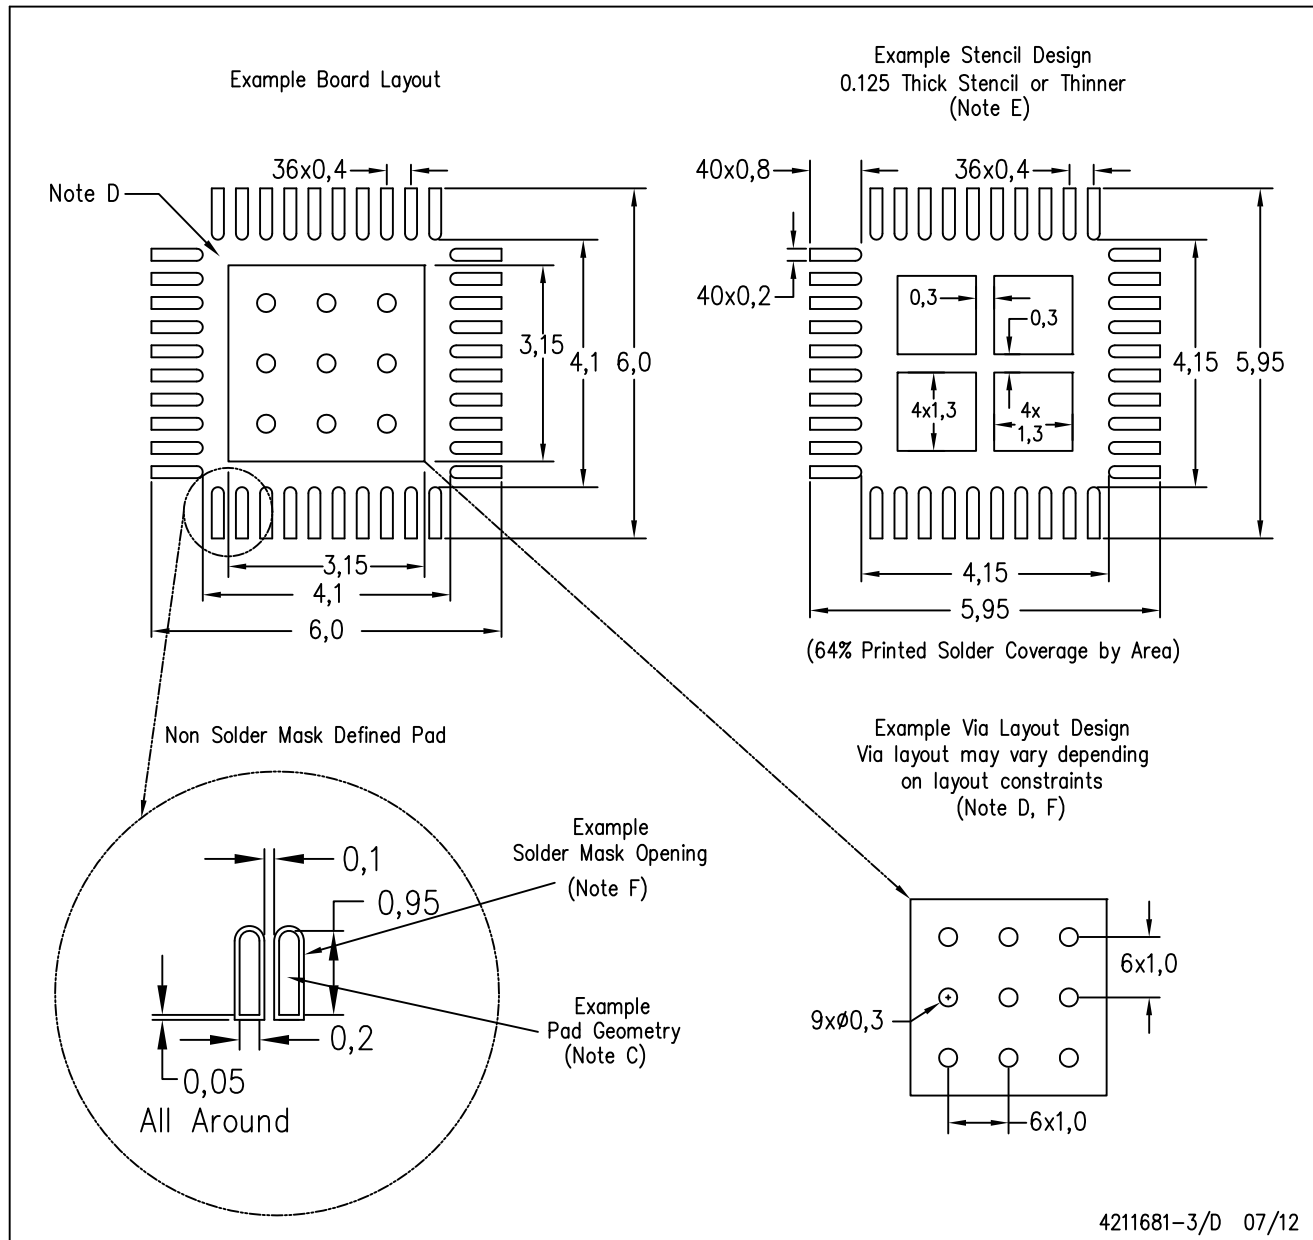 Example Board Layout
36x0,4
Note D
3,15
4,1
6,0
3,15
4,1
6,0
Example Stencil Design
0.125 Thick Stencil or Thinner
(Note E)
40x0,8
36x0,4
40x0,2
0,3
0,3
4x1,3
4x
1,3
4,15
5,95
4,15
5,95
(64% Printed Solder Coverage by Area)
Non Solder Mask Defined Pad
Example
Solder Mask Opening
(Note F)
0,1
0,95
Example
Pad Geometry
(Note C)
0,2
0,05
All Around
Example Via Layout Design
Via layout may vary depending
on layout constraints
(Note D, F)
6x1,0
9xø0,3
6x1,0
4211681-3/D 07/12